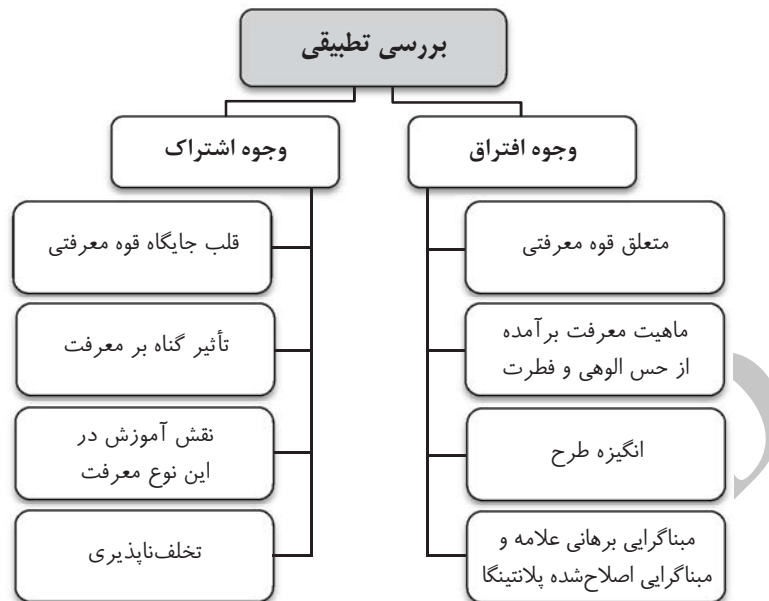 بررسی تطبیقی
وجوه افتراق
متعلق قوه معرفتی
ماهیت معرفت برآمده
از حس الوهی و فطرت
انگیزه طرح
مبناگرایی برهانی علامه و
مبناگرایی اصلاح‌شده پلانتینگا
وجوه اشتراک
قلب جایگاه قوه معرفتی
تأثیر گناه بر معرفت
نقش آموزش در
این نوع معرفت
تخلف‌ناپذیری